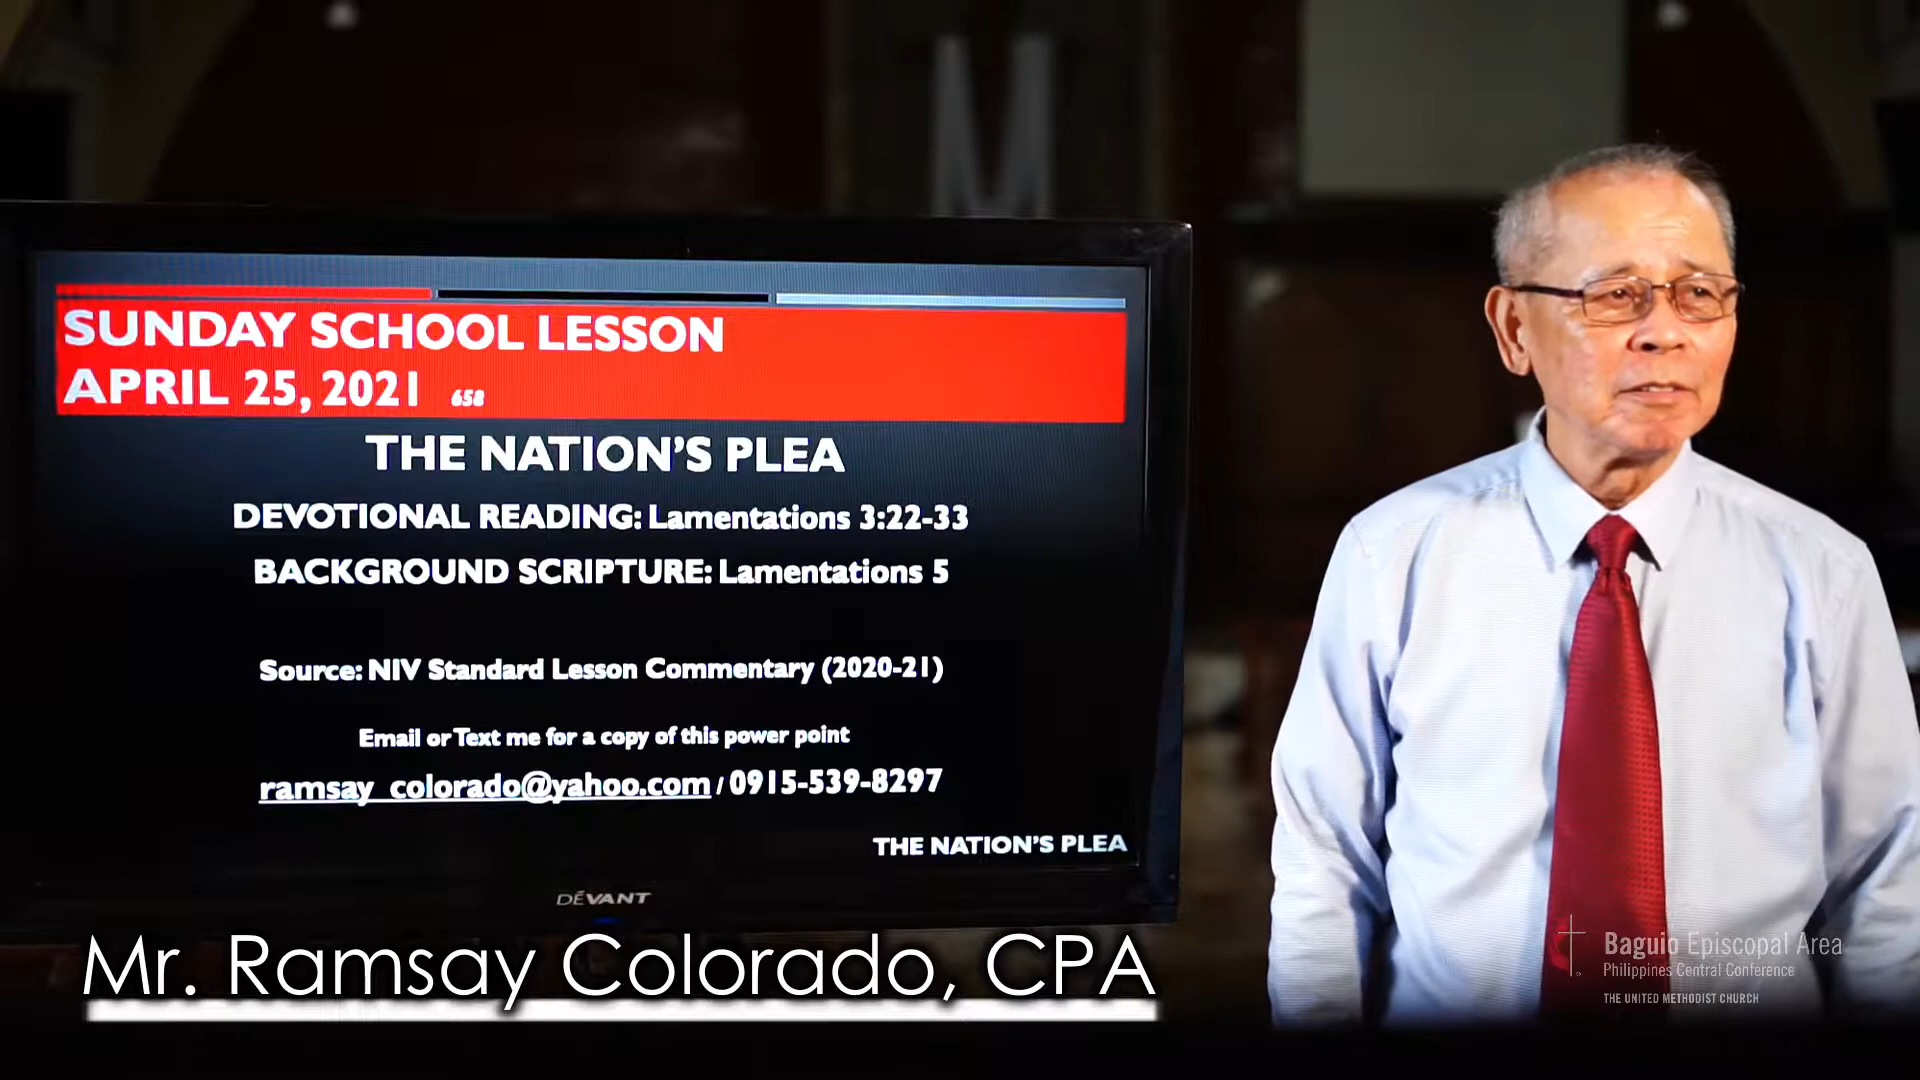 M
SUNDAY SCHOOL LESSON
APRIL 25, 2021 658
THE NATION'S PLEA
DEVOTIONAL READING: Lamentations 3:22-33
BACKGROUND SCRIPTURE: Lamentations 5
Source: NIV Standard Lesson Commentary (2020-21)
Email or Text me for a copy of this power point
ramsay_colorado@yahoo.com / 0915-539-8297
THE NATION'S PLEA
DÉVANT
Mr. Ramsay Colorado, CPA
Baguio Episcopal Area
Philippines Central Conference
THE UNITED METHODIST CHURCH